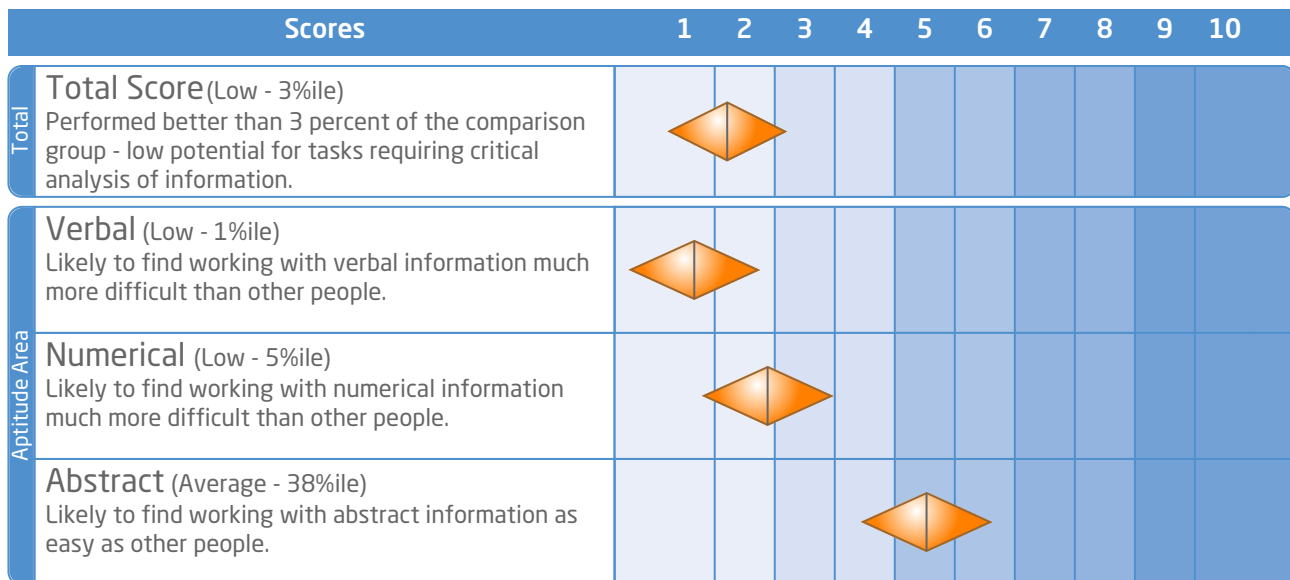 Scores 1 2 3 4 5 6 7 8 9 10
Total
Total Score (Low - 3%ile)
Performed better than 3 percent of the comparison
group - low potential for tasks requiring critical
analysis of information.
Aptitude Area
Verbal (Low - 1%ile)
Likely to find working with verbal information much
more difficult than other people.
Numerical (Low - 5%ile)
Likely to find working with numerical information
much more difficult than other people.
Abstract (Average - 38%ile)
Likely to find working with abstract information as
easy as other people.